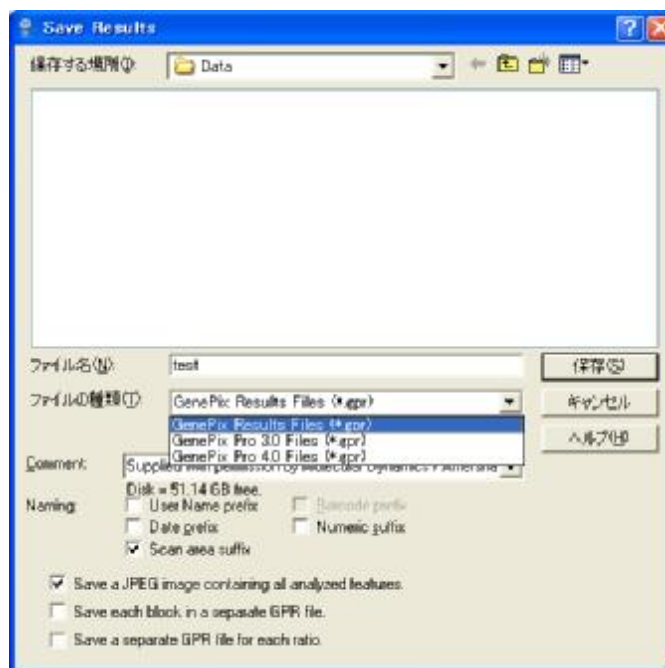 Save Results
保存する場所(I):
Data
ファイル名(N):
test
保存(S)
ファイルの種類(T):
GenePix Results Files (*.gpr)
キャンセル
GenePix Results Files (*.gpr)
GenePix Pro 3.0 Files (*.gpr)
GenePix Pro 4.0 Files (*.gpr)
ヘルプ(H)
Comment:
Supplied with permission by Molecular Dynamics / Amersha
Disk = 51.14 GB free.
Naming:
User Name prefix
Barcode prefix
Date prefix
Numeric suffix
Scan area suffix
Save a JPEG image containing all analyzed features.
Save each block in a separate GPR file.
Save a separate GPR file for each ratio.